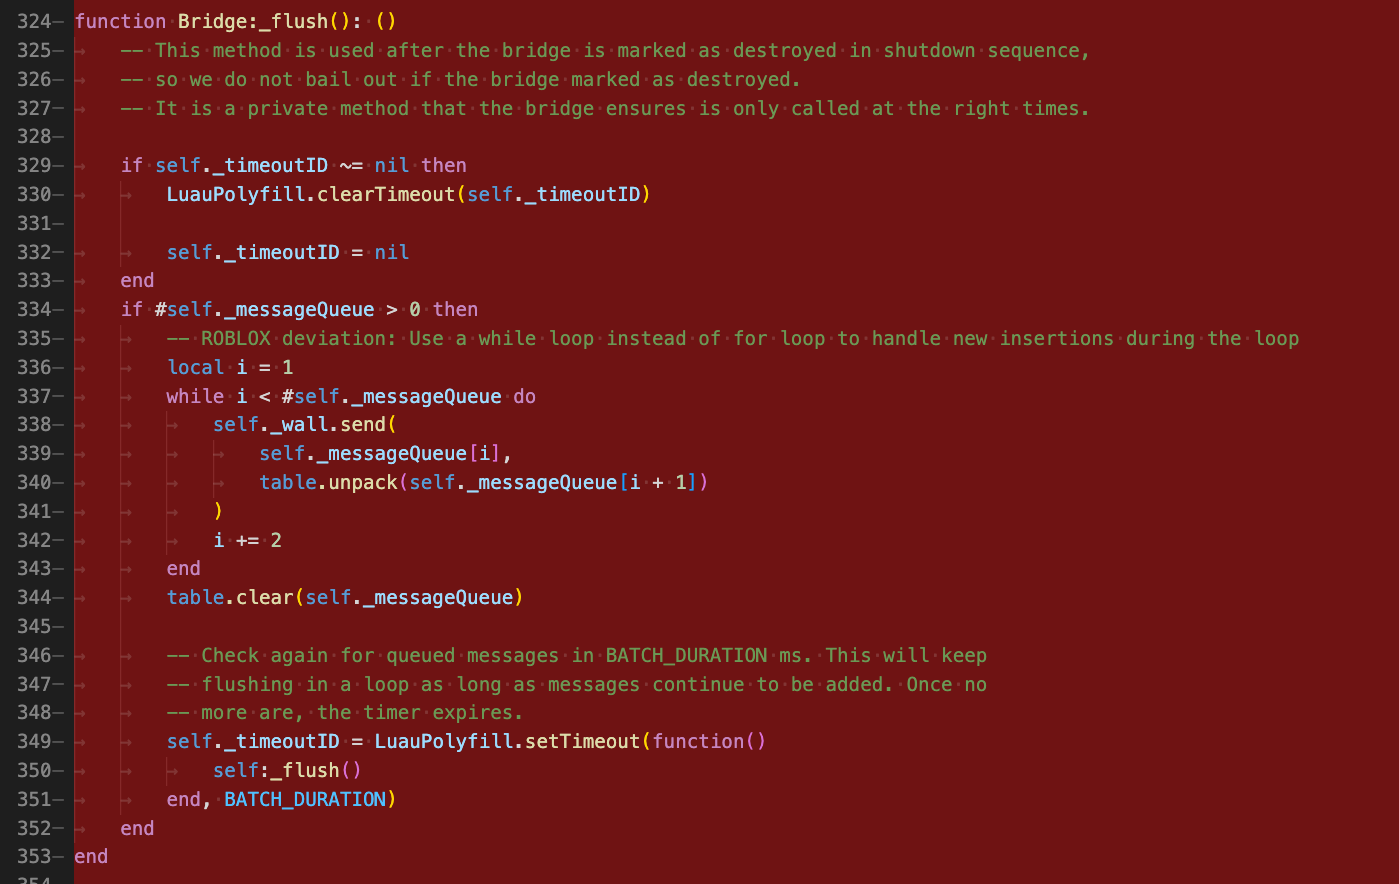 324— function Bridge:_flush(): ()
325— -- This method is used after the bridge is marked as destroyed in shutdown sequence,
326— -- so we do not bail out if the bridge marked as destroyed.
327— -- It is a private method that the bridge ensures is only called at the right times.
328—
329— if self._timeoutID ~= nil then
330— LuauPolyfill.clearTimeout(self._timeoutID)
331—
332— self._timeoutID = nil
333— end
334— if #self._messageQueue > 0 then
335— -- ROBLOX deviation: Use a while loop instead of for loop to handle new insertions during the loop
336— local i = 1
337— while i < #self._messageQueue do
338— self._wall.send(
339— self._messageQueue[i],
340— table.unpack(self._messageQueue[i + 1])
341— )
342— i += 2
343— end
344— table.clear(self._messageQueue)
345—
346— -- Check again for queued messages in BATCH_DURATION ms. This will keep
347— -- flushing in a loop as long as messages continue to be added. Once no
348— -- more are, the timer expires.
349— self._timeoutID = LuauPolyfill.setTimeout(function()
350— self:_flush()
351— end, BATCH_DURATION)
352— end
353— end
354—